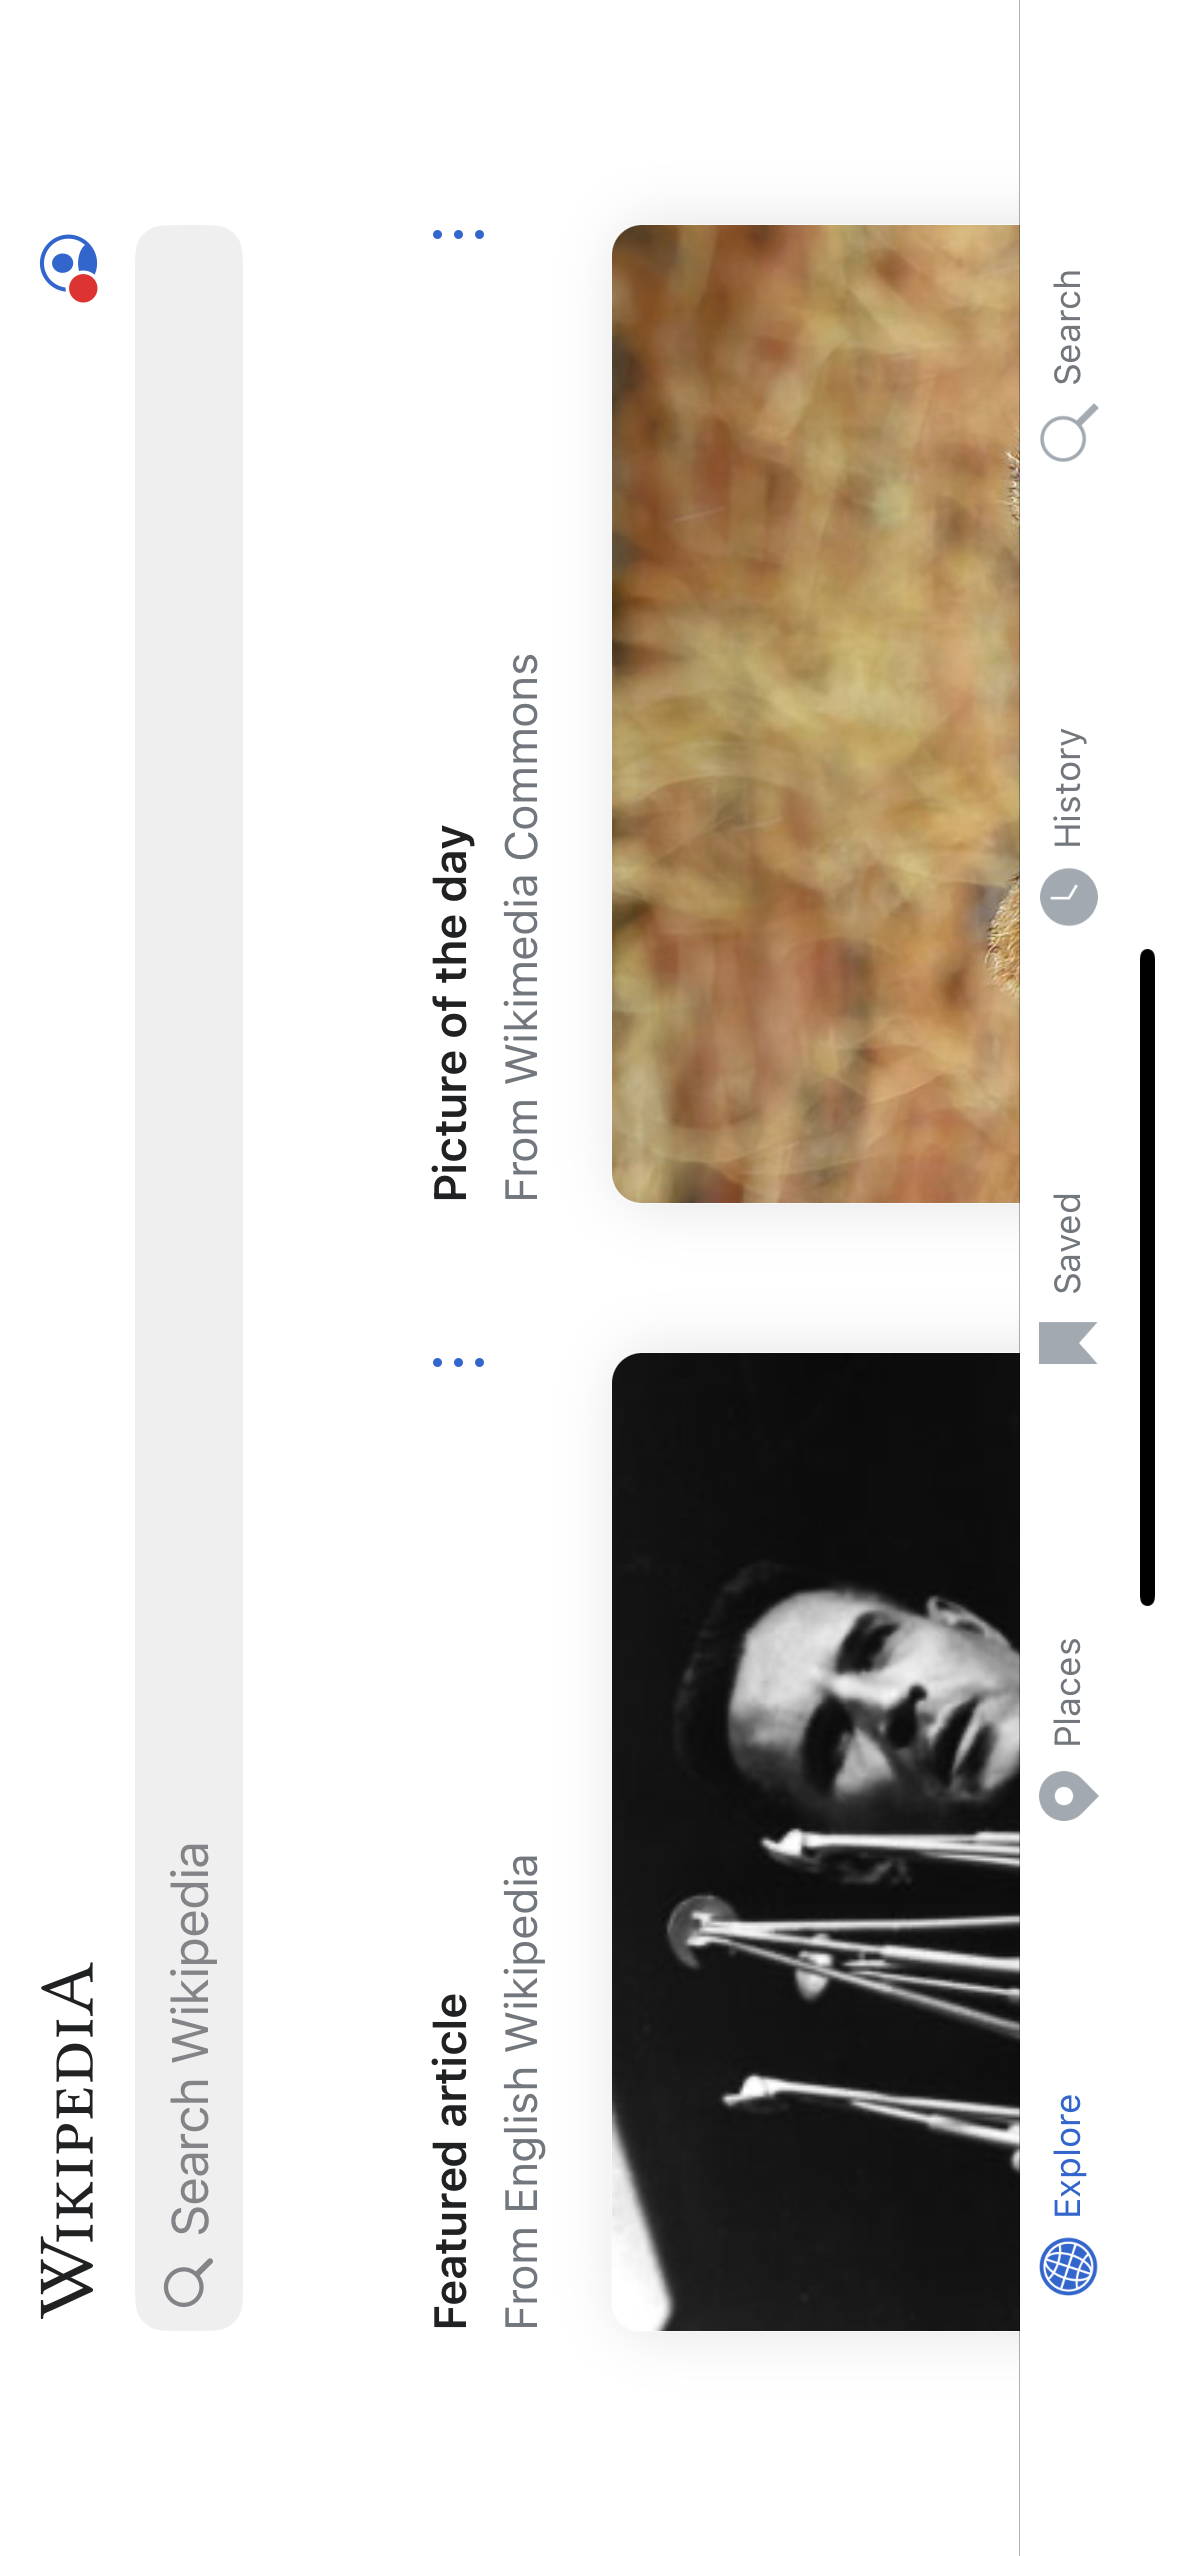 WIKIPEDIA
Search Wikipedia
Featured article
From English Wikipedia
Picture of the day
From Wikimedia Commons
Explore
Places
Saved
History
Search